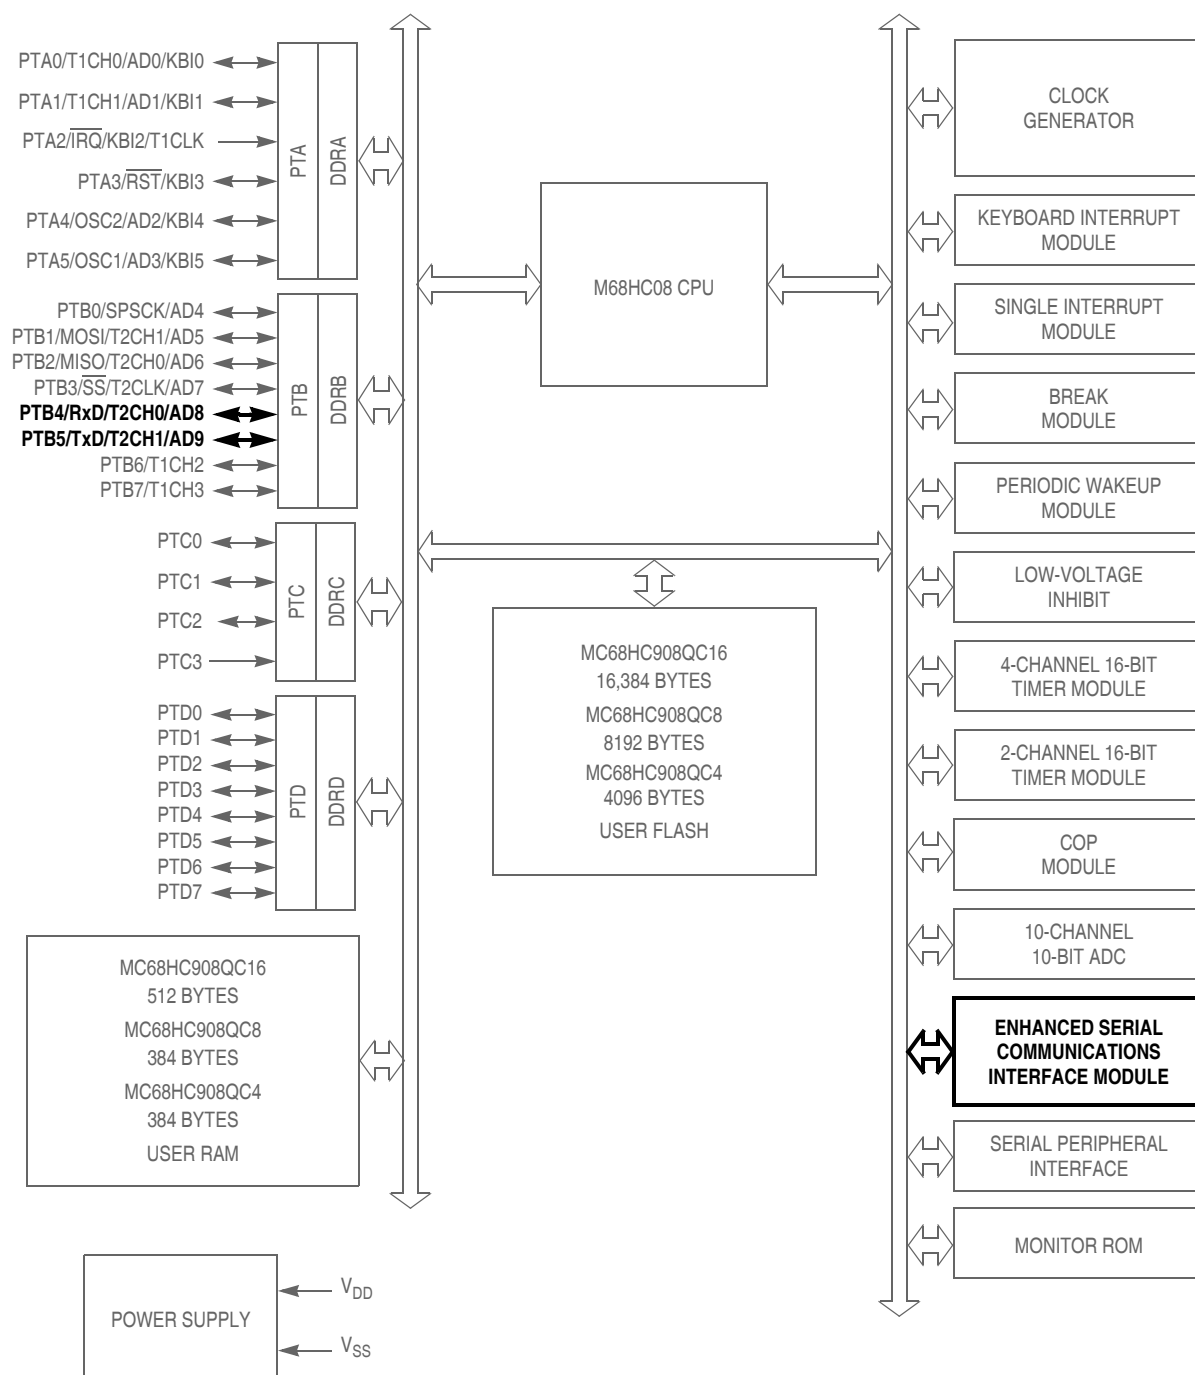 PTA0/T1CH0/AD0/KBI0
PTA1/T1CH1/AD1/KBI1
PTA2/IRQ/KBI2/T1CLK
PTA3/RST/KBI3
PTA4/OSC2/AD2/KBI4
PTA5/OSC1/AD3/KBI5
PTA
DDRA
PTB0/SPSCK/AD4
PTB1/MOSI/T2CH1/AD5
PTB2/MISO/T2CH0/AD6
PTB3/SS/T2CLK/AD7
PTB4/RxD/T2CH0/AD8
PTB5/TxD/T2CH1/AD9
PTB6/T1CH2
PTB7/T1CH3
PTB
DDRB
PTC0
PTC1
PTC2
PTC3
PTC
DDRC
PTD0
PTD1
PTD2
PTD3
PTD4
PTD5
PTD6
PTD7
PTD
DDRD
MC68HC908QC16
512 BYTES
MC68HC908QC8
384 BYTES
MC68HC908QC4
384 BYTES
USER RAM
POWER SUPPLY
VDD
VSS
M68HC08 CPU
MC68HC908QC16
16,384 BYTES
MC68HC908QC8
8192 BYTES
MC68HC908QC4
4096 BYTES
USER FLASH
CLOCK
GENERATOR
KEYBOARD INTERRUPT
MODULE
SINGLE INTERRUPT
MODULE
BREAK
MODULE
PERIODIC WAKEUP
MODULE
LOW-VOLTAGE
INHIBIT
4-CHANNEL 16-BIT
TIMER MODULE
2-CHANNEL 16-BIT
TIMER MODULE
COP
MODULE
10-CHANNEL
10-BIT ADC
ENHANCED SERIAL
COMMUNICATIONS
INTERFACE MODULE
SERIAL PERIPHERAL
INTERFACE
MONITOR ROM